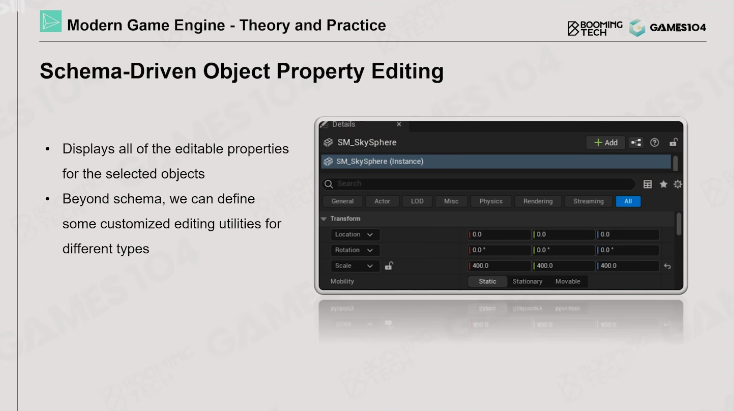 Modern Game Engine - Theory and Practice
BOOMING TECH
GAMES104
Schema-Driven Object Property Editing
• Displays all of the editable properties
for the selected objects
• Beyond schema, we can define
some customized editing utilities for
different types
Details ×
SM_SkySphere
+ Add
SM_SkySphere (Instance)
Search
General Actor LOD Misc Physics Rendering Streaming All
Transform
Location 0.0 0.0 0.0
Rotation 0.0 ° 0.0 ° 0.0 °
Scale 400.0 400.0 400.0
Mobility Static Stationary Movable